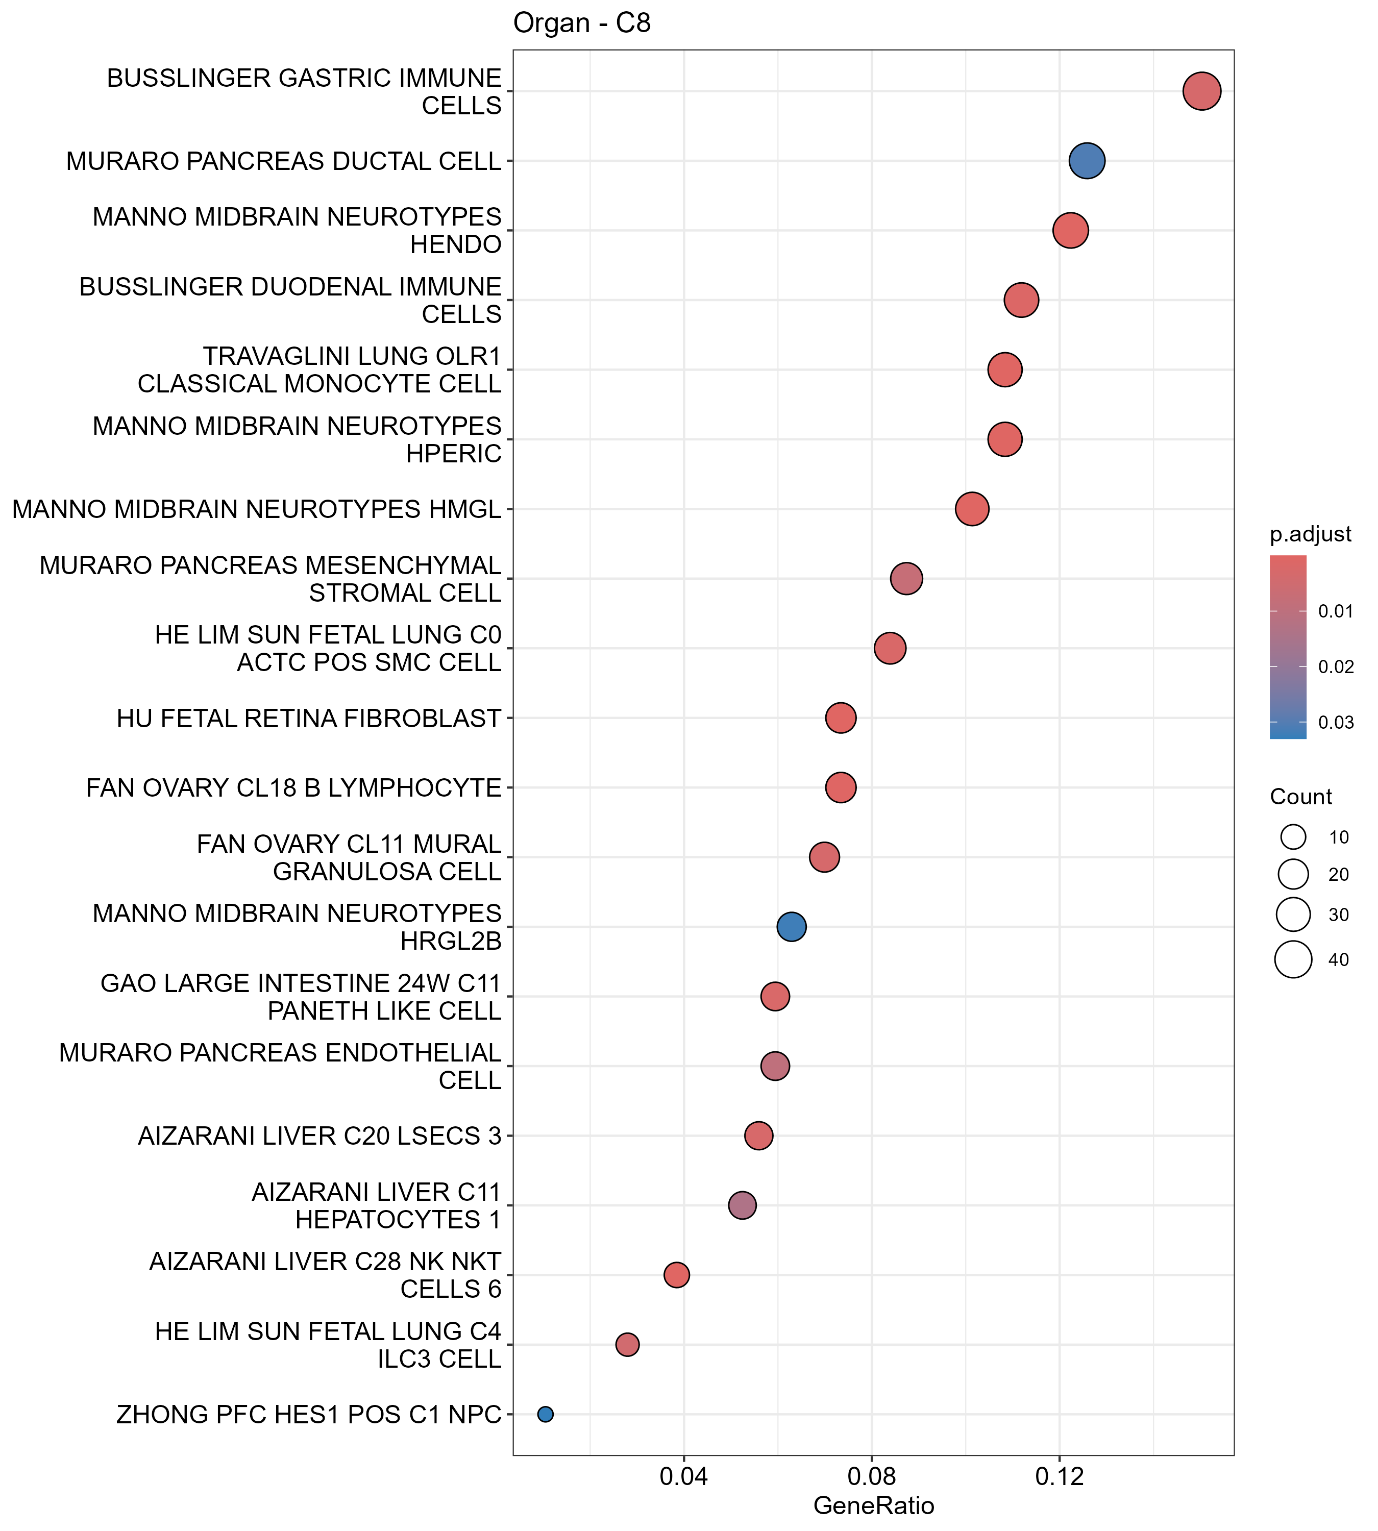 Organ - C8
BUSSLINGER GASTRIC IMMUNE
CELLS
MURARO PANCREAS DUCTAL CELL
MANNO MIDBRAIN NEUROTYPES
HENDO
BUSSLINGER DUODENAL IMMUNE
CELLS
TRAVAGLINI LUNG OLR1
CLASSICAL MONOCYTE CELL
MANNO MIDBRAIN NEUROTYPES
HPERIC
MANNO MIDBRAIN NEUROTYPES HMGL
MURARO PANCREAS MESENCHYMAL
STROMAL CELL
HE LIM SUN FETAL LUNG C0
ACTC POS SMC CELL
HU FETAL RETINA FIBROBLAST
FAN OVARY CL18 B LYMPHOCYTE
FAN OVARY CL11 MURAL
GRANULOSA CELL
MANNO MIDBRAIN NEUROTYPES
HRGL2B
GAO LARGE INTESTINE 24W C11
PANETH LIKE CELL
MURARO PANCREAS ENDOTHELIAL
CELL
AIZARANI LIVER C20 LSECS 3
AIZARANI LIVER C11
HEPATOCYTES 1
AIZARANI LIVER C28 NK NKT
CELLS 6
HE LIM SUN FETAL LUNG C4
ILC3 CELL
ZHONG PFC HES1 POS C1 NPC
0.04 0.08 0.12
GeneRatio
p.adjust
0.01
0.02
0.03
Count
10
20
30
40